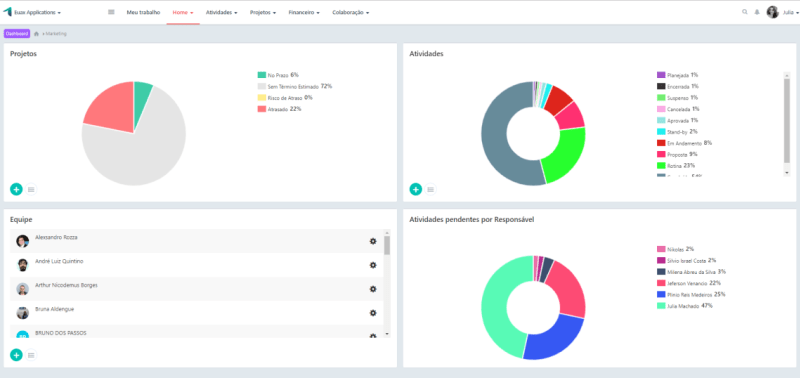 Euax Applications
Meu trabalho
Home
Atividades
Projetos
Financeiro
Colaboração
Julia
Dashboard
Marketing
Projetos
No Prazo 6%
Sem Término Estimado 72%
Risco de Atraso 0%
Atrasado 22%
Atividades
Planejada 1%
Encerrada 1%
Suspenso 1%
Cancelada 1%
Aprovada 1%
Stand-by 2%
Em Andamento 8%
Proposta 9%
Rotina 23%
Equipe
Alessandro Rozza
André Luiz Quintino
Arthur Nicodemus Borges
Bruna Aldengue
BRUNO DOS PASSOS
Atividades pendentes por Responsável
Nikolas 2%
Silvio Israel Costa 2%
Milena Abreu da Silva 3%
Jeferson Venancio 22%
Plinio Reis Medeiros 25%
Julia Machado 47%